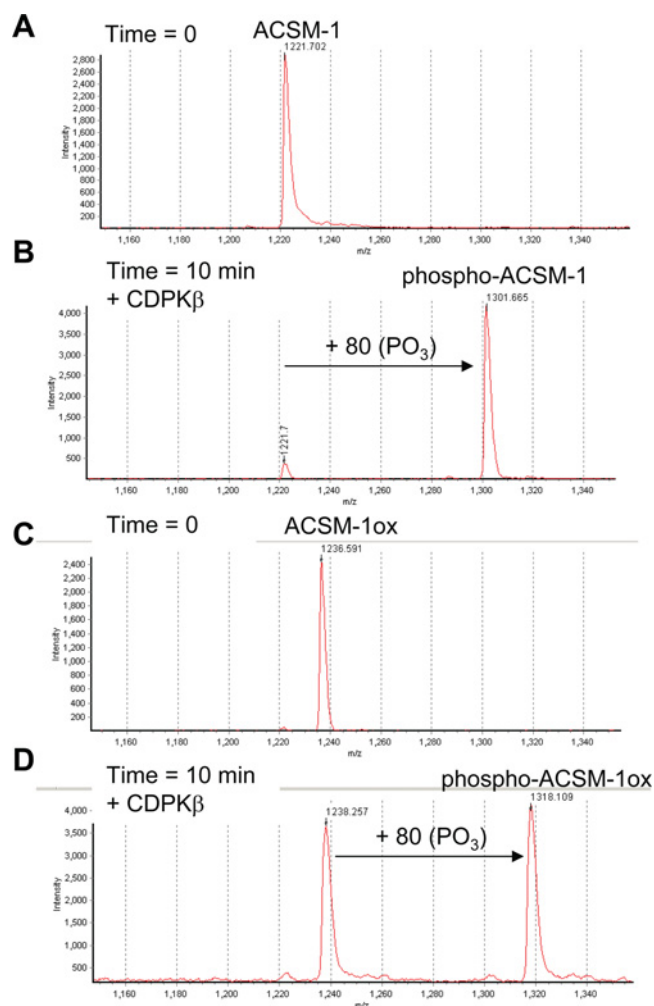 A
Time = 0
ACSM-1
1221.702
2,800
2,600
2,400
2,200
2,000
1,800
1,600
1,400
1,200
1,000
800
600
400
200
Intensity
1,160 1,180 1,200 1,220 1,240 1,260 1,280 1,300 1,320 1,340
m/z
B
Time = 10 min
+ CDPKβ
phospho-ACSM-1
1301.665
+ 80 (PO₃)
1221.7
4,000
3,500
3,000
2,500
2,000
1,500
1,000
500
Intensity
1,160 1,180 1,200 1,220 1,240 1,260 1,280 1,300 1,320 1,340
m/z
C
Time = 0
ACSM-1ox
1236.591
2,400
2,200
2,000
1,800
1,600
1,400
1,200
1,000
800
600
400
200
Intensity
1,160 1,180 1,200 1,220 1,240 1,260 1,280 1,300 1,320 1,340
m/z
D
Time = 10 min
+ CDPKβ
phospho-ACSM-1ox
1238.257
1318.109
+ 80 (PO₃)
4,000
3,500
3,000
2,500
2,000
1,500
1,000
500
Intensity
1,160 1,180 1,200 1,220 1,240 1,260 1,280 1,300 1,320 1,340
m/z